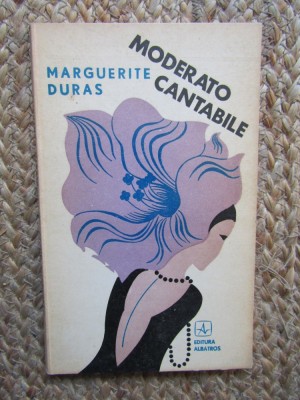 MARGUERITE
DURAS
MODERATO
CANTABILE
EDITURA
ALBATROS